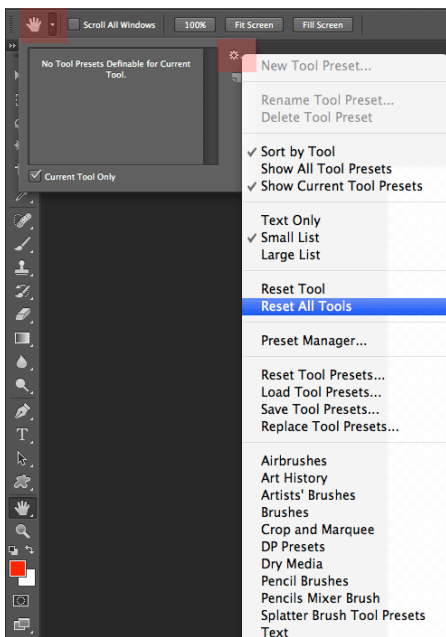 Scroll All Windows 100% Fit Screen Fill Screen
No Tool Presets Definable for Current
Tool.
Current Tool Only
New Tool Preset...
Rename Tool Preset...
Delete Tool Preset
Sort by Tool
Show All Tool Presets
Show Current Tool Presets
Text Only
Small List
Large List
Reset Tool
Reset All Tools
Preset Manager...
Reset Tool Presets...
Load Tool Presets...
Save Tool Presets...
Replace Tool Presets...
Airbrushes
Art History
Artists' Brushes
Brushes
Crop and Marquee
DP Presets
Dry Media
Pencil Brushes
Pencils Mixer Brush
Splatter Brush Tool Presets
Text